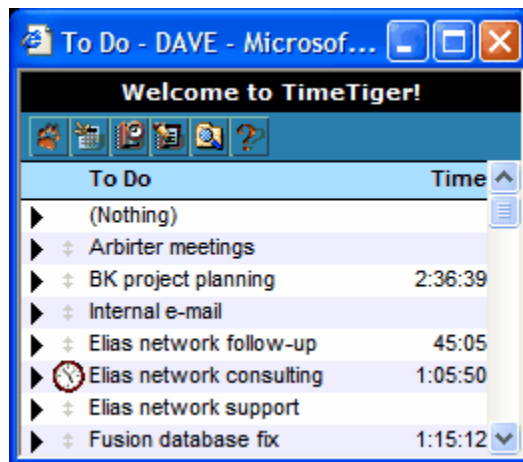 To Do - DAVE - Microsof...
Welcome to TimeTiger!
To Do Time
(Nothing)
Arbirter meetings
BK project planning 2:36:39
Internal e-mail
Elias network follow-up 45:05
Elias network consulting 1:05:50
Elias network support
Fusion database fix 1:15:12